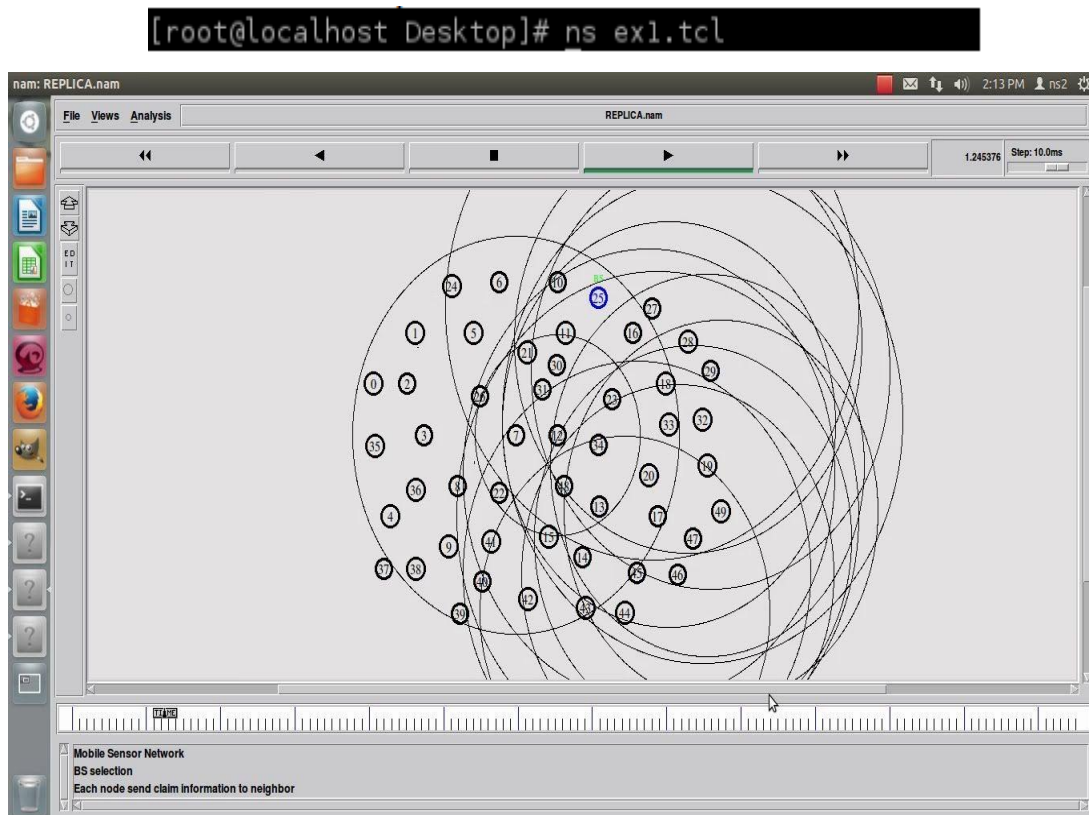 [root@localhost Desktop]# ns ex1.tcl
nam: REPLICA.nam
2:13 PM ns2
File Views Analysis
REPLICA.nam
1.245376
Step: 10.0ms
ED
IT
BS
24 6 10 25
27
1 5 11 16
28
21
30
29
0 2 31 18
26 23
33 32
3 7 12
35 34
20 19
36 8 22 48
13
4 17 49
9 41 15 47
14
37 38 40 45 46
42
39 43 44
TIME
Mobile Sensor Network
BS selection
Each node send claim information to neighbor